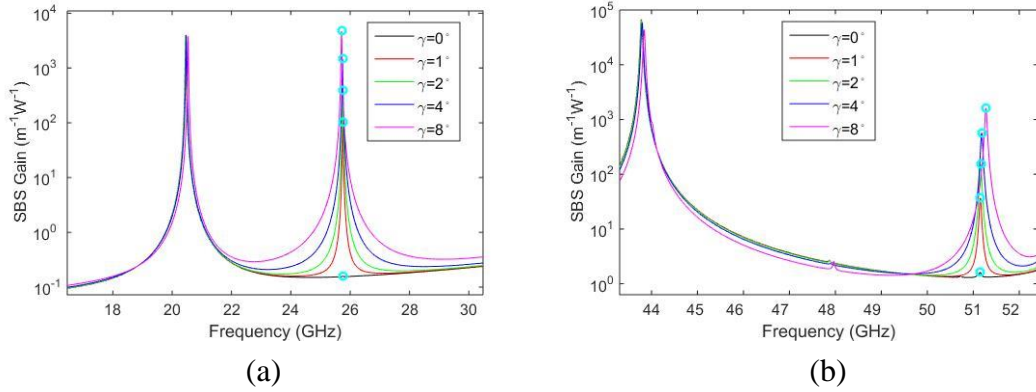 10^4
10^3
10^2
10^1
10^0
10^-1
SBS Gain (m^-1W^-1)
γ=0°
γ=1°
γ=2°
γ=4°
γ=8°
18 20 22 24 26 28 30
Frequency (GHz)
(a)
10^5
10^4
10^3
10^2
10^1
10^0
SBS Gain (m^-1W^-1)
γ=0°
γ=1°
γ=2°
γ=4°
γ=8°
44 45 46 47 48 49 50 51 52
Frequency (GHz)
(b)